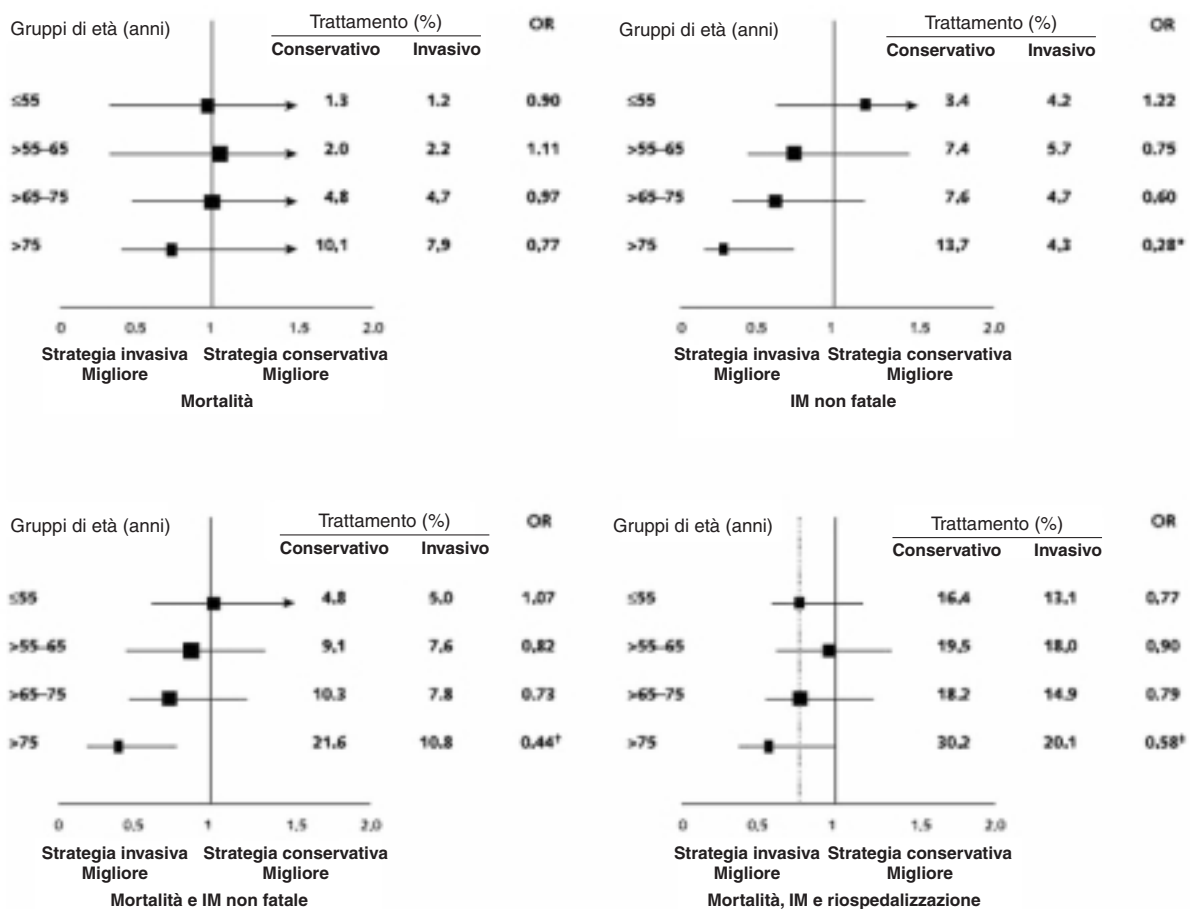 Gruppi di età (anni) Trattamento (%) OR
Conservativo Invasivo
≤55 1.3 1.2 0.90
>55–65 2.0 2.2 1.11
>65–75 4,8 4,7 0,97
>75 10,1 7,9 0,77
0 0.5 1 1.5 2.0
Strategia invasiva Strategia conservativa
Migliore Migliore
Mortalità
Gruppi di età (anni) Trattamento (%) OR
Conservativo Invasivo
≤55 3.4 4.2 1.22
>55–65 7.4 5.7 0.75
>65–75 7.6 4.7 0,60
>75 13,7 4,3 0,28*
0 0.5 1 1.5 2.0
Strategia invasiva Strategia conservativa
Migliore Migliore
IM non fatale
Gruppi di età (anni) Trattamento (%) OR
Conservativo Invasivo
≤55 4.8 5.0 1,07
>55–65 9,1 7,6 0,82
>65–75 10.3 7.8 0.73
>75 21.6 10.8 0.44†
0 0,5 1 1,5 2,0
Strategia invasiva Strategia conservativa
Migliore Migliore
Mortalità e IM non fatale
Gruppi di età (anni) Trattamento (%) OR
Conservativo Invasivo
≤55 16.4 13.1 0,77
>55–65 19,5 18,0 0,90
>65–75 18.2 14.9 0,79
>75 30.2 20.1 0.58‡
0 0,5 1 1.5 2.0
Strategia invasiva Strategia conservativa
Migliore Migliore
Mortalità, IM e riospedalizzazione